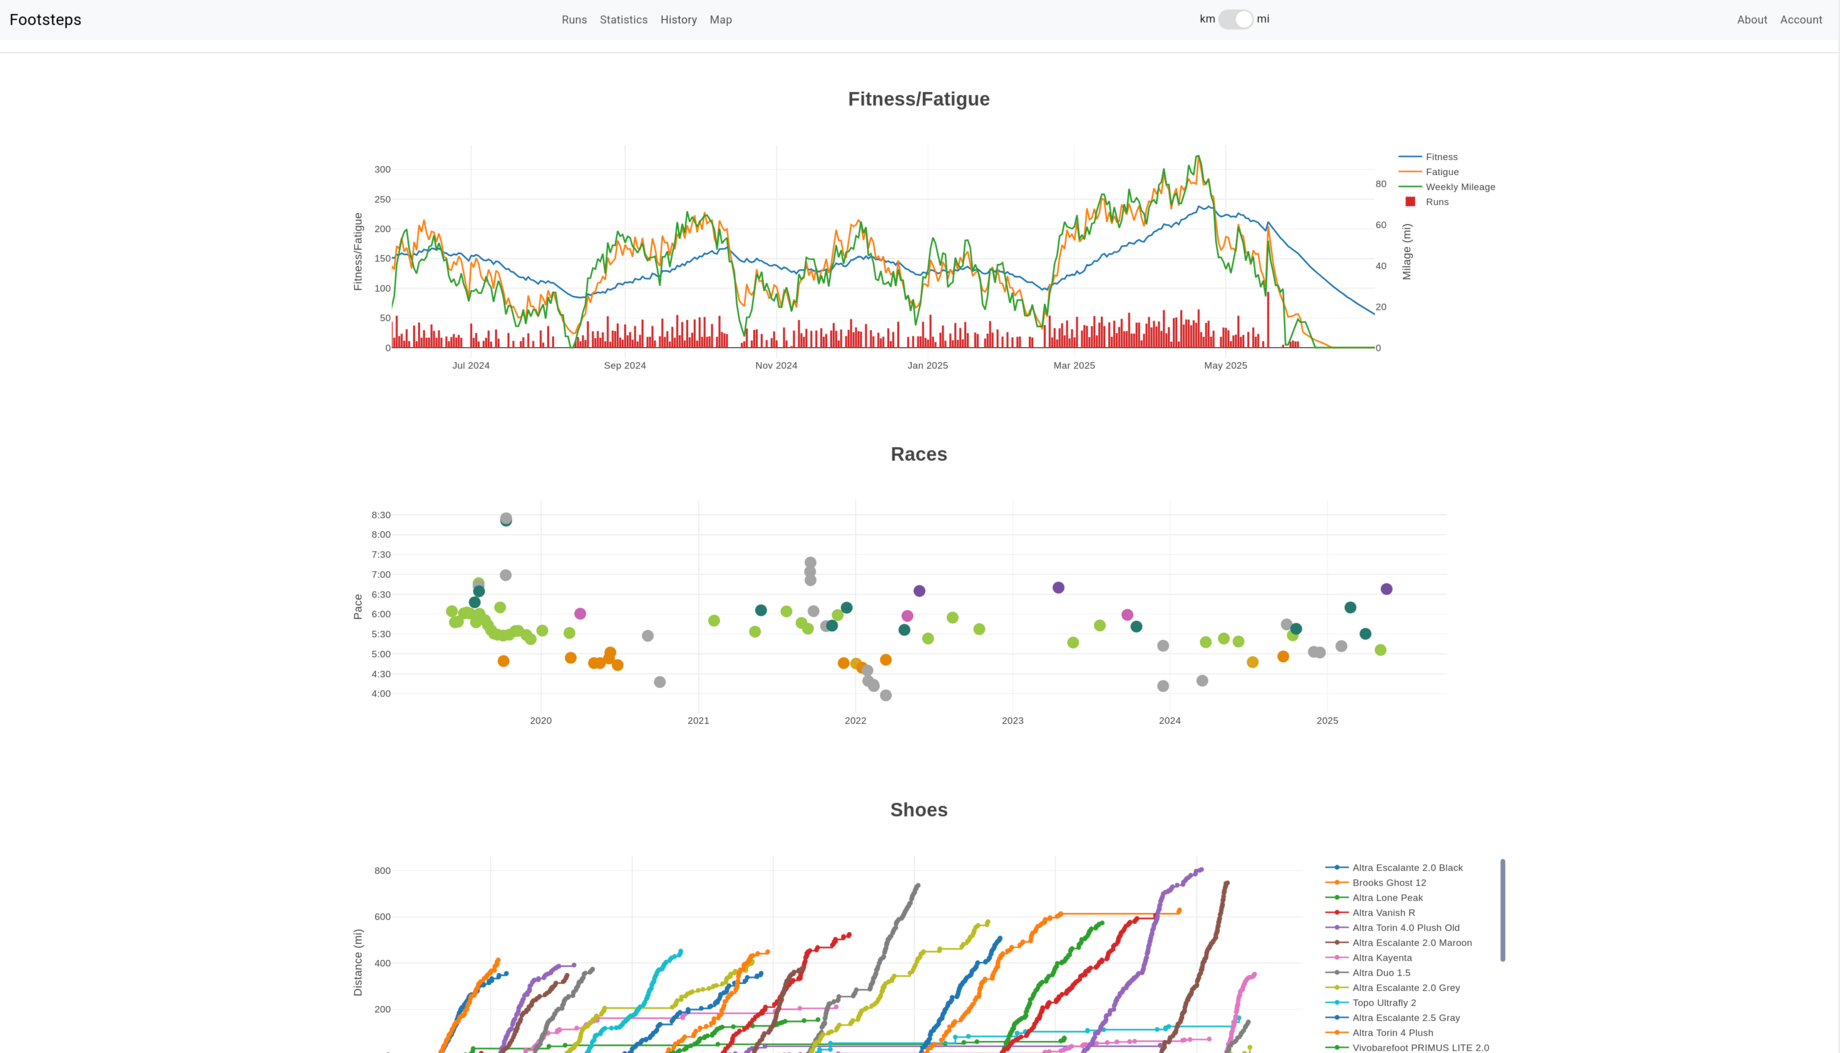 Footsteps
Runs Statistics History Map
km mi
About Account
Fitness/Fatigue
300
250
200
150
100
50
0
Fitness/Fatigue
80
60
40
20
0
Milage (mi)
Jul 2024 Sep 2024 Nov 2024 Jan 2025 Mar 2025 May 2025
Fitness
Fatigue
Weekly Mileage
Runs
Races
8:30
8:00
7:30
7:00
6:30
6:00
5:30
5:00
4:30
4:00
Pace
2020 2021 2022 2023 2024 2025
Shoes
800
600
400
200
Distance (mi)
Altra Escalante 2.0 Black
Brooks Ghost 12
Altra Lone Peak
Altra Vanish R
Altra Torin 4.0 Plush Old
Altra Escalante 2.0 Maroon
Altra Kayenta
Altra Duo 1.5
Altra Escalante 2.0 Grey
Topo Ultrafly 2
Altra Escalante 2.5 Gray
Altra Torin 4 Plush
Vivobarefoot PRIMUS LITE 2.0